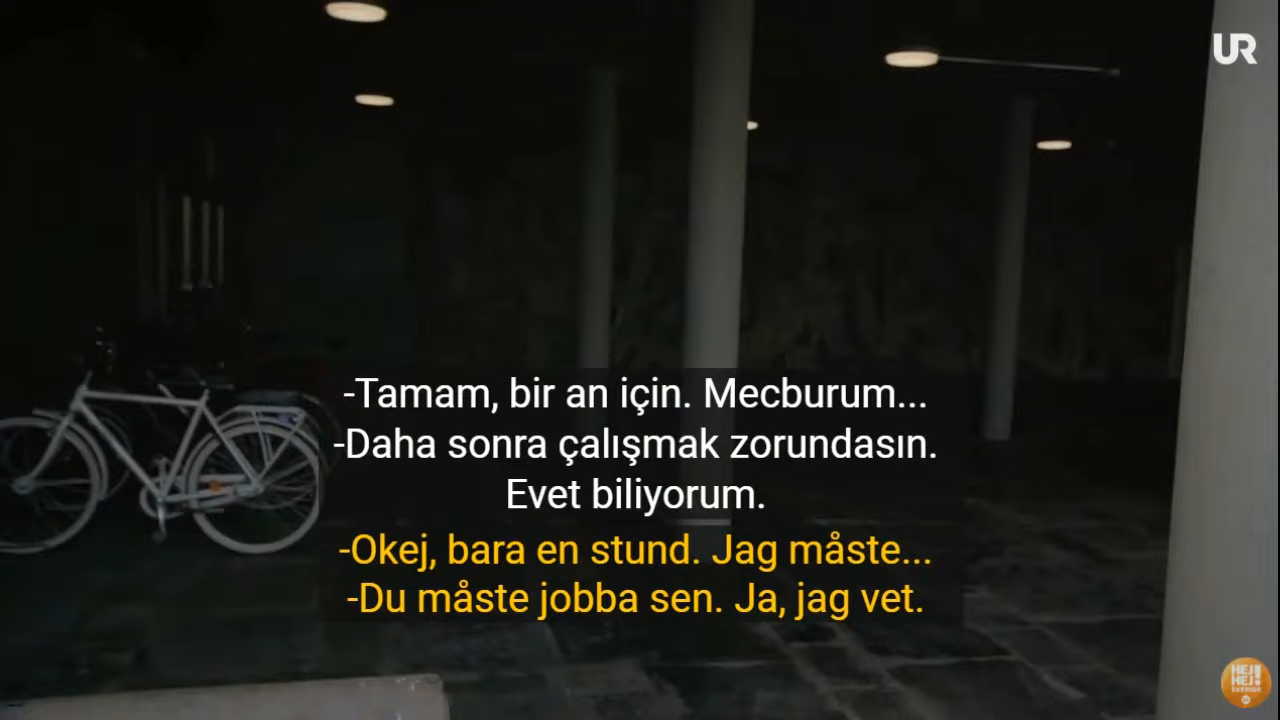 UR
-Tamam, bir an için. Mecburum...
-Daha sonra çalışmak zorundasın.
Evet biliyorum.
-Okej, bara en stund. Jag måste...
-Du måste jobba sen. Ja, jag vet.
HEJ
HEJ!
SVERIGE